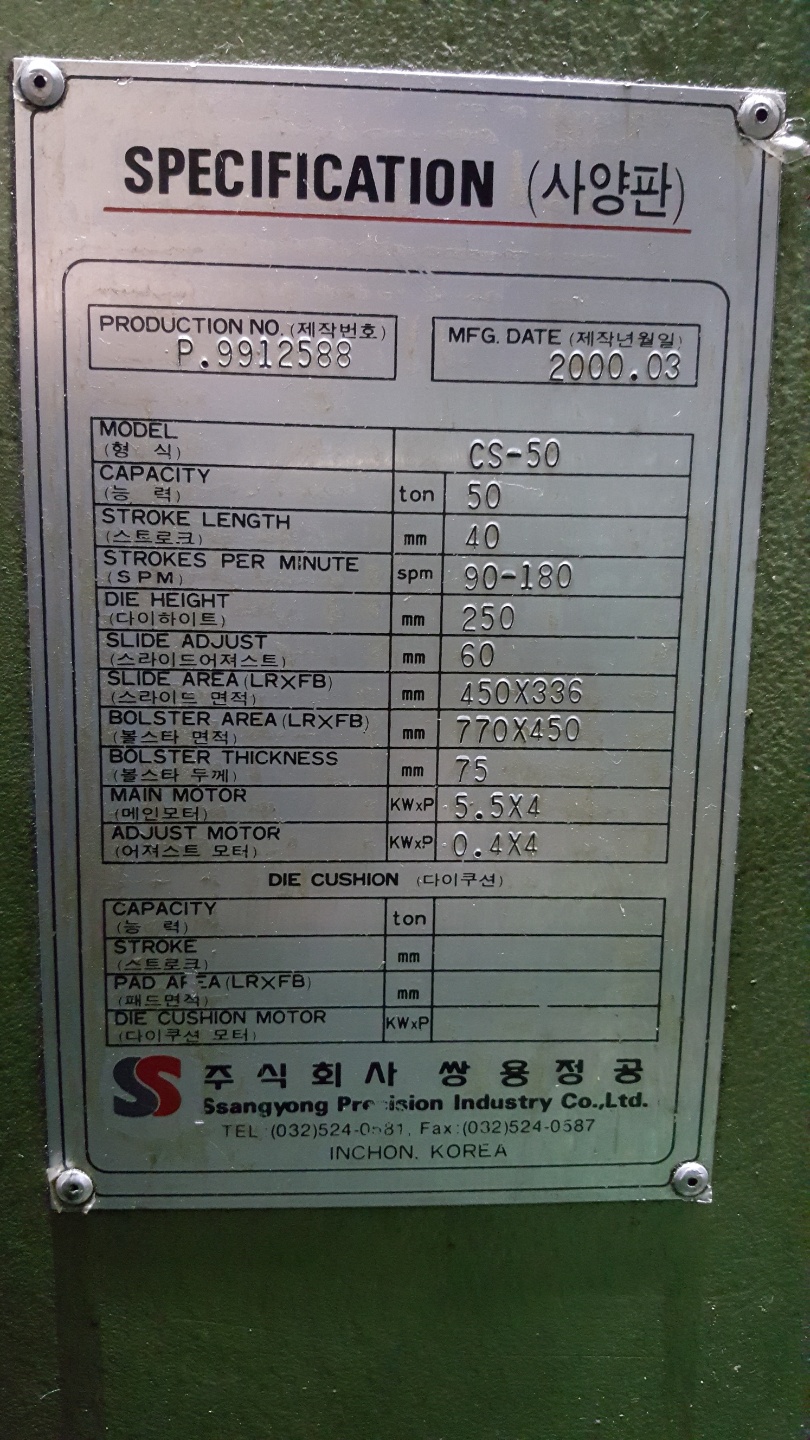 SPECIFICATION (사양판)
PRODUCTION NO. (제작번호)
P.9912588
MFG. DATE (제작년월일)
2000.03
MODEL
(형 식)
CS-50
CAPACITY
(능 력)
ton 50
STROKE LENGTH
(스트로크)
mm 40
STROKES PER MINUTE
(SPM)
spm 90-180
DIE HEIGHT
(다이하이트)
mm 250
SLIDE ADJUST
(스라이드어져스트)
mm 60
SLIDE AREA(LRXFB)
(스라이드 면적)
mm 450X336
BOLSTER AREA(LRXFB)
(볼스타 면적)
mm 770X450
BOLSTER THICKNESS
(볼스타 두께)
mm 75
MAIN MOTOR
(메인모터)
KWxP 5.5X4
ADJUST MOTOR
(어져스트 모터)
KWxP 0.4X4
DIE CUSHION (다이쿠션)
CAPACITY
(능 력)
ton
STROKE
(스트로크)
mm
PAD AREA(LRXFB)
(패드면적)
mm
DIE CUSHION MOTOR
(다이쿠션 모터)
KWxP
SS 주식회사 쌍용정공
Ssangyong Precision Industry Co.,Ltd.
TEL:(032) Fax:(032)524-0587
INCHON, KOREA